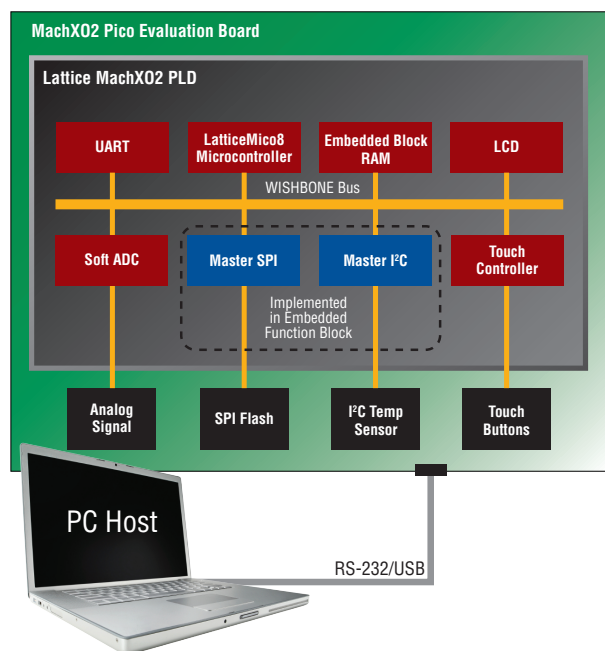 MachXO2 Pico Evaluation Board
Lattice MachXO2 PLD
UART
LatticeMico8
Microcontroller
Embedded Block
RAM
LCD
WISHBONE Bus
Soft ADC
Master SPI
Master I²C
Touch
Controller
Implemented
in Embedded
Function Block
Analog
Signal
SPI Flash
I²C Temp
Sensor
Touch
Buttons
PC Host
RS-232/USB